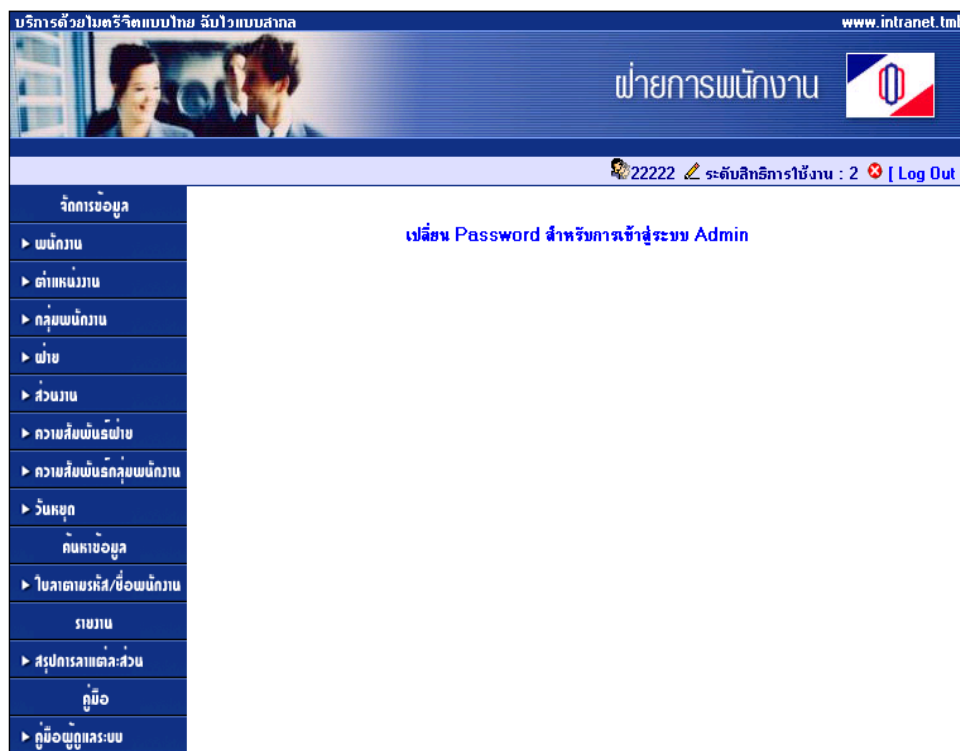 บริการด้วยไมตรีจิตแบบไทย ฉับไวแบบสากล
www.intranet.tmb
ฝ่ายการพนักงาน
22222 ระดับสิทธิการใช้งาน : 2 [ Log Out
จัดการข้อมูล
พนักงาน
ตำแหน่งงาน
กลุ่มพนักงาน
ฝ่าย
ส่วนงาน
ความสัมพันธ์ฝ่าย
ความสัมพันธ์กลุ่มพนักงาน
วันหยุด
ค้นหาข้อมูล
ใบลาตามรหัส/ชื่อพนักงาน
รายงาน
สรุปการลาแต่ละส่วน
คู่มือ
คู่มือผู้ดูแลระบบ
เปลี่ยน Password สำหรับการเข้าสู่ระบบ Admin